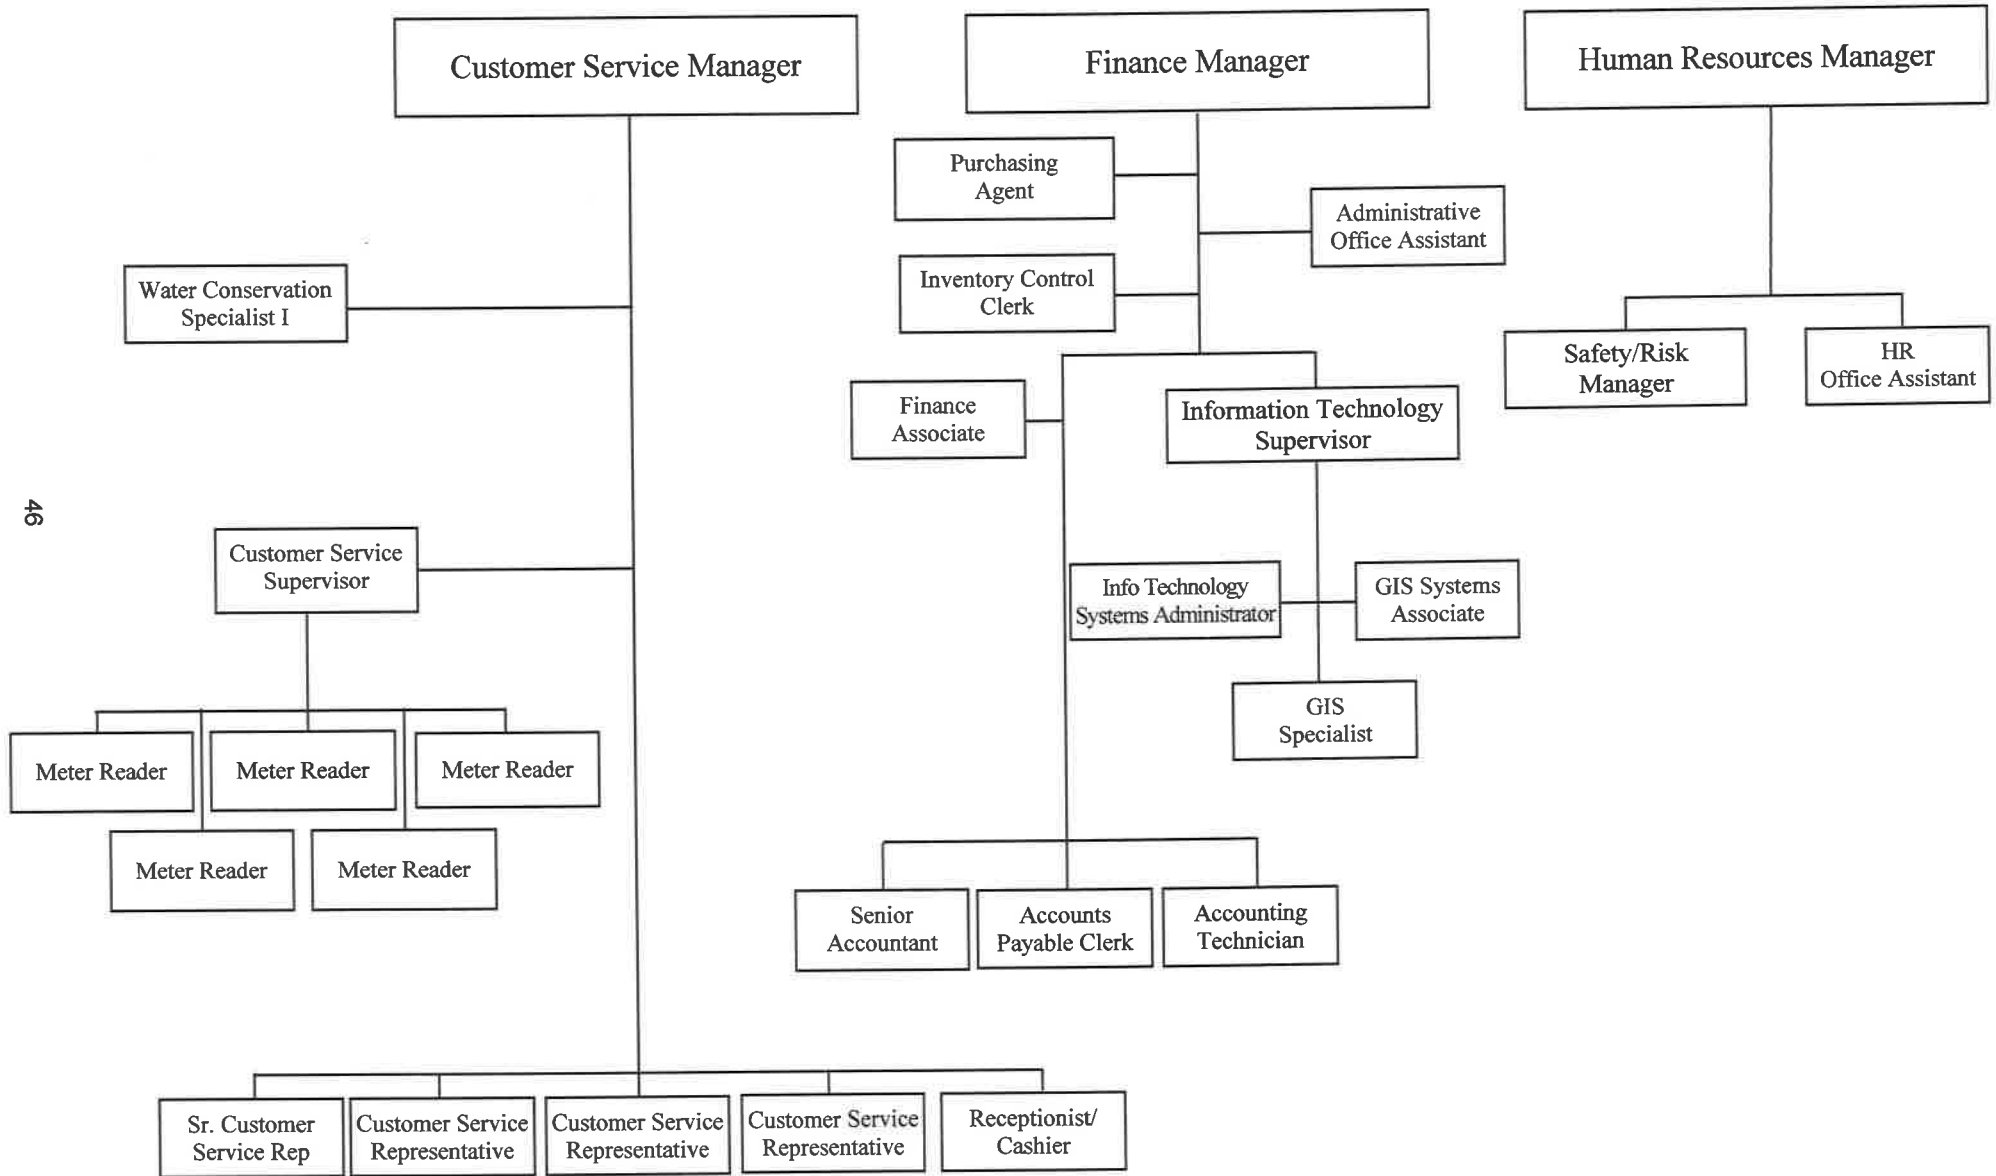 Customer Service Manager
Finance Manager
Human Resources Manager
Purchasing
Agent
Administrative
Office Assistant
Water Conservation
Specialist I
Inventory Control
Clerk
Safety/Risk
Manager
HR
Office Assistant
Finance
Associate
Information Technology
Supervisor
46
Customer Service
Supervisor
Info Technology
Systems Administrator
GIS Systems
Associate
GIS
Specialist
Meter Reader
Meter Reader
Meter Reader
Meter Reader
Meter Reader
Senior
Accountant
Accounts
Payable Clerk
Accounting
Technician
Sr. Customer
Service Rep
Customer Service
Representative
Customer Service
Representative
Customer Service
Representative
Receptionist/
Cashier